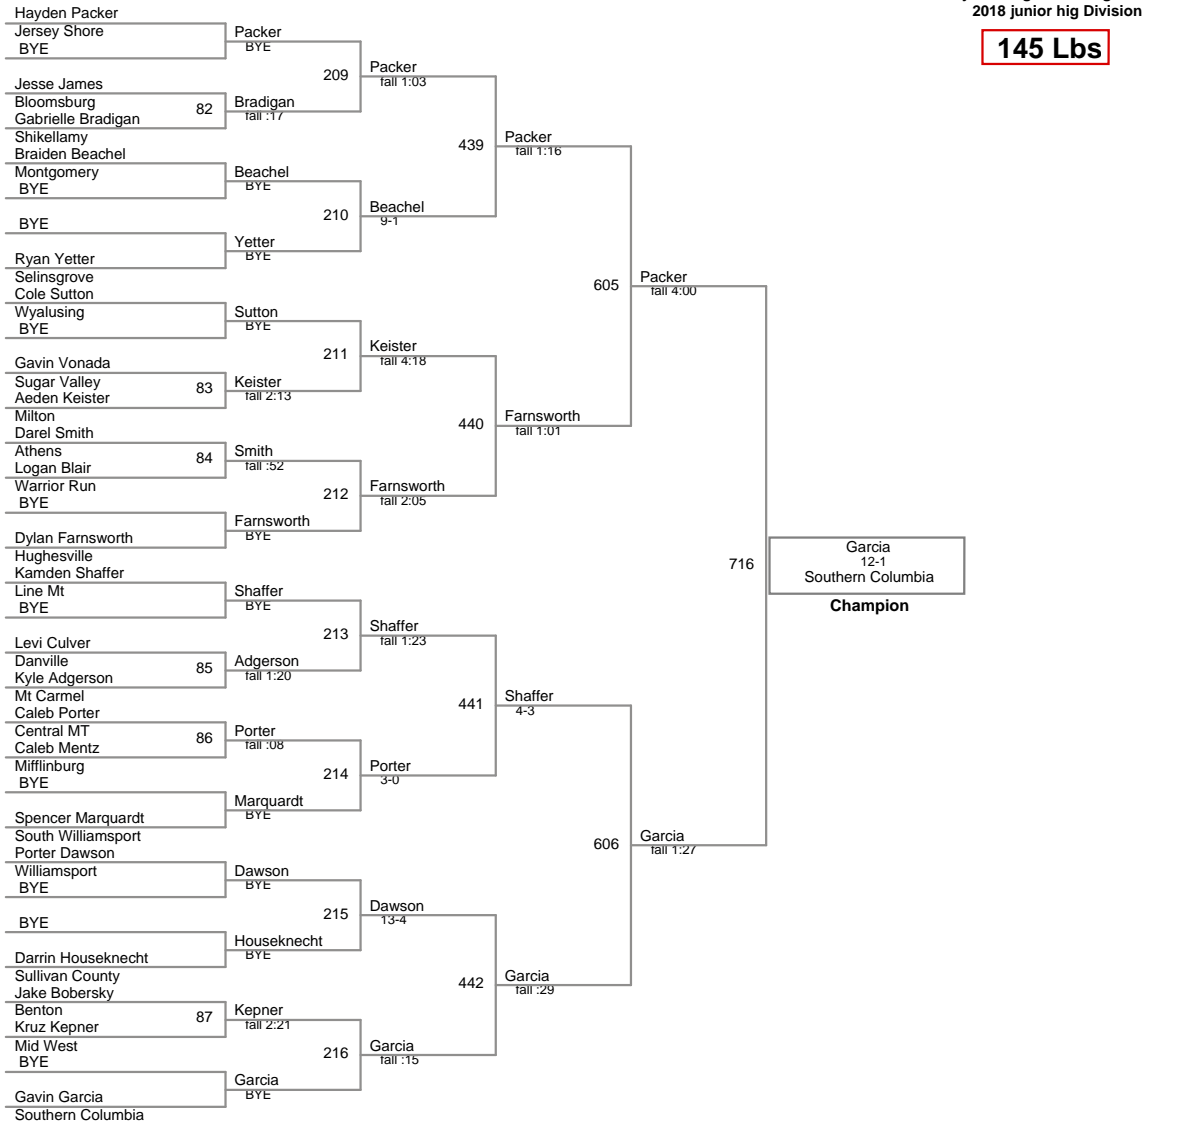 2018 junior hig Division
145 Lbs
Hayden Packer
Jersey Shore
BYE
Packer
BYE
209
Packer
fall 1:03
Jesse James
Bloomsburg
82
Gabrielle Bradigan
Bradigan
fall :17
Shikellamy
439
Packer
fall 1:16
Braiden Beachel
Montgomery
BYE
Beachel
BYE
210
Beachel
9-1
BYE
Yetter
BYE
Ryan Yetter
Selinsgrove
605
Packer
fall 4:00
Cole Sutton
Wyalusing
BYE
Sutton
BYE
211
Keister
fall 4:18
Gavin Vonada
Sugar Valley
83
Aeden Keister
Keister
fall 2:13
Milton
440
Farnsworth
fall 1:01
Darel Smith
Athens
84
Logan Blair
Smith
fall :52
Warrior Run
BYE
212
Farnsworth
fall 2:05
Farnsworth
BYE
Dylan Farnsworth
Hughesville
716
Garcia
12-1
Southern Columbia
Champion
Kamden Shaffer
Line Mt
BYE
Shaffer
BYE
213
Shaffer
fall 1:23
Levi Culver
Danville
85
Kyle Adgerson
Adgerson
fall 1:20
Mt Carmel
441
Shaffer
4-3
Caleb Porter
Central MT
86
Caleb Mentz
Porter
fall :08
Mifflinburg
BYE
214
Porter
3-0
Marquardt
BYE
Spencer Marquardt
South Williamsport
606
Garcia
fall 1:27
Porter Dawson
Williamsport
BYE
Dawson
BYE
215
Dawson
13-4
BYE
Houseknecht
BYE
Darrin Houseknecht
Sullivan County
442
Garcia
fall :29
Jake Bobersky
Benton
87
Kruz Kepner
Kepner
fall 2:21
Mid West
BYE
216
Garcia
fall :15
Garcia
BYE
Gavin Garcia
Southern Columbia